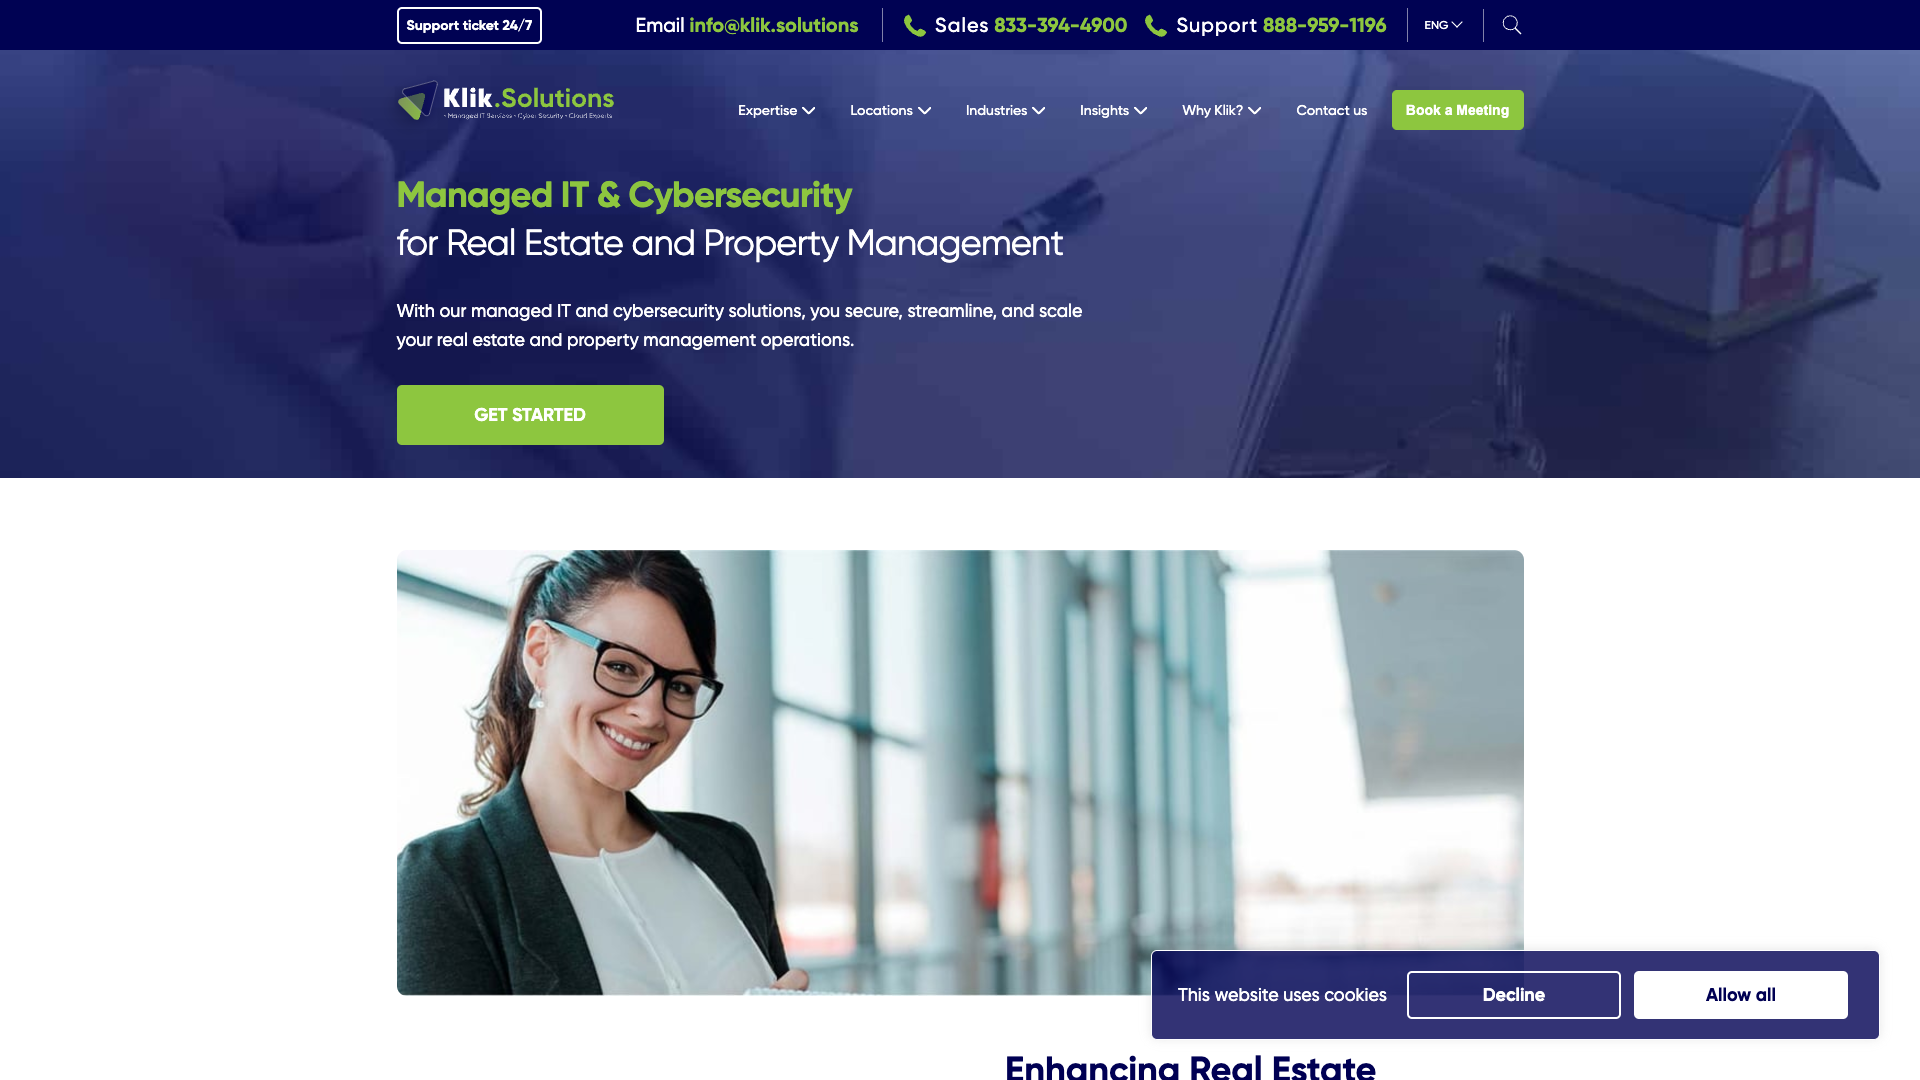 Support ticket 24/7
Email info@klik.solutions
Sales 833-394-4900
Support 888-959-1196
ENG
Klik.Solutions
• Managed IT Services • Cyber Security • Cloud Experts
Expertise
Locations
Industries
Insights
Why Klik?
Contact us
Book a Meeting
Managed IT & Cybersecurity
for Real Estate and Property Management
With our managed IT and cybersecurity solutions, you secure, streamline, and scale
your real estate and property management operations.
GET STARTED
This website uses cookies
Decline
Allow all
Enhancing Real Estate